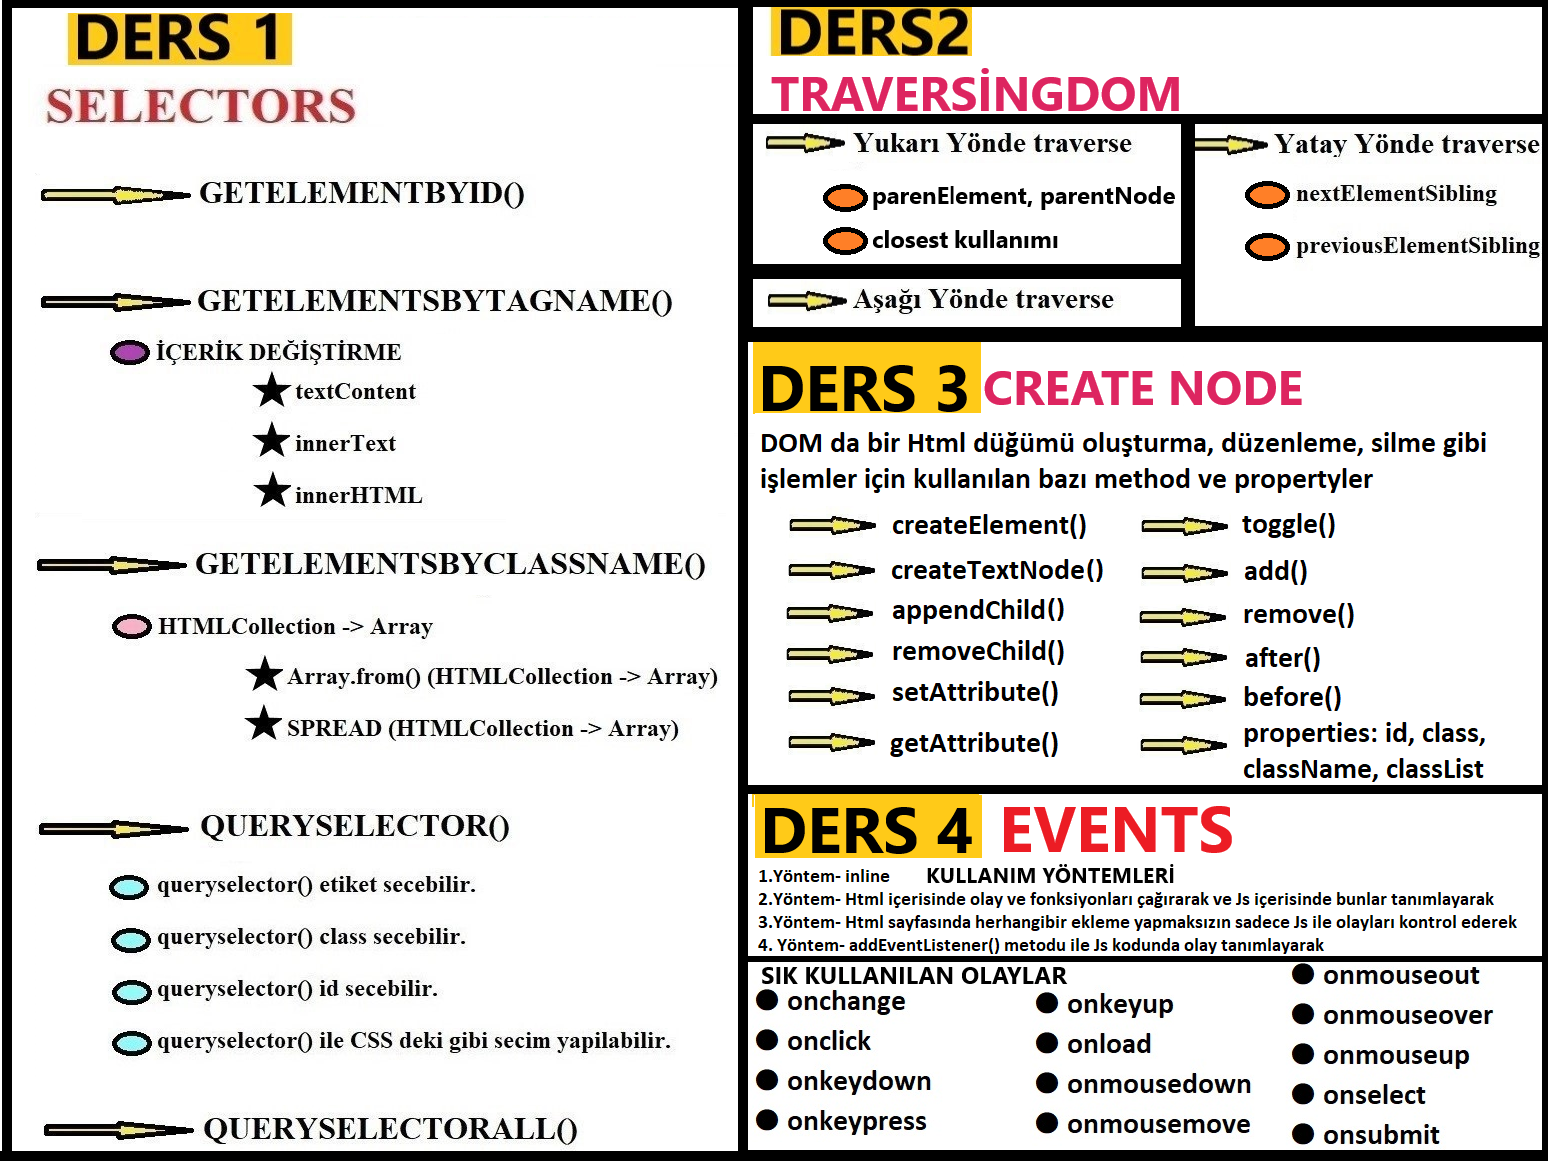 DERS 1
SELECTORS
GETELEMENTBYID()
GETELEMENTSBYTAGNAME()
İÇERİK DEĞİŞTİRME
textContent
innerText
innerHTML
GETELEMENTSBYCLASSNAME()
HTMLCollection -> Array
Array.from() (HTMLCollection -> Array)
SPREAD (HTMLCollection -> Array)
QUERYSELECTOR()
queryselector() etiket secebilir.
queryselector() class secebilir.
queryselector() id secebilir.
queryselector() ile CSS deki gibi secim yapilabilir.
QUERYSELECTORALL()
DERS2
TRAVERSİNGDOM
Yukarı Yönde traverse
parenElement, parentNode
closest kullanımı
Aşağı Yönde traverse
Yatay Yönde traverse
nextElementSibling
previousElementSibling
DERS 3 CREATE NODE
DOM da bir Html düğümü oluşturma, düzenleme, silme gibi
işlemler için kullanılan bazı method ve propertyler
createElement()
createTextNode()
appendChild()
removeChild()
setAttribute()
getAttribute()
toggle()
add()
remove()
after()
before()
properties: id, class,
className, classList
DERS 4 EVENTS
1.Yöntem- inline KULLANIM YÖNTEMLERİ
2.Yöntem- Html içerisinde olay ve fonksiyonları çağırarak ve Js içerisinde bunlar tanımlayarak
3.Yöntem- Html sayfasında herhangibir ekleme yapmaksızın sadece Js ile olayları kontrol ederek
4. Yöntem- addEventListener() metodu ile Js kodunda olay tanımlayarak
SIK KULLANILAN OLAYLAR
onchange
onclick
onkeydown
onkeypress
onkeyup
onload
onmousedown
onmousemove
onmouseout
onmouseover
onmouseup
onselect
onsubmit